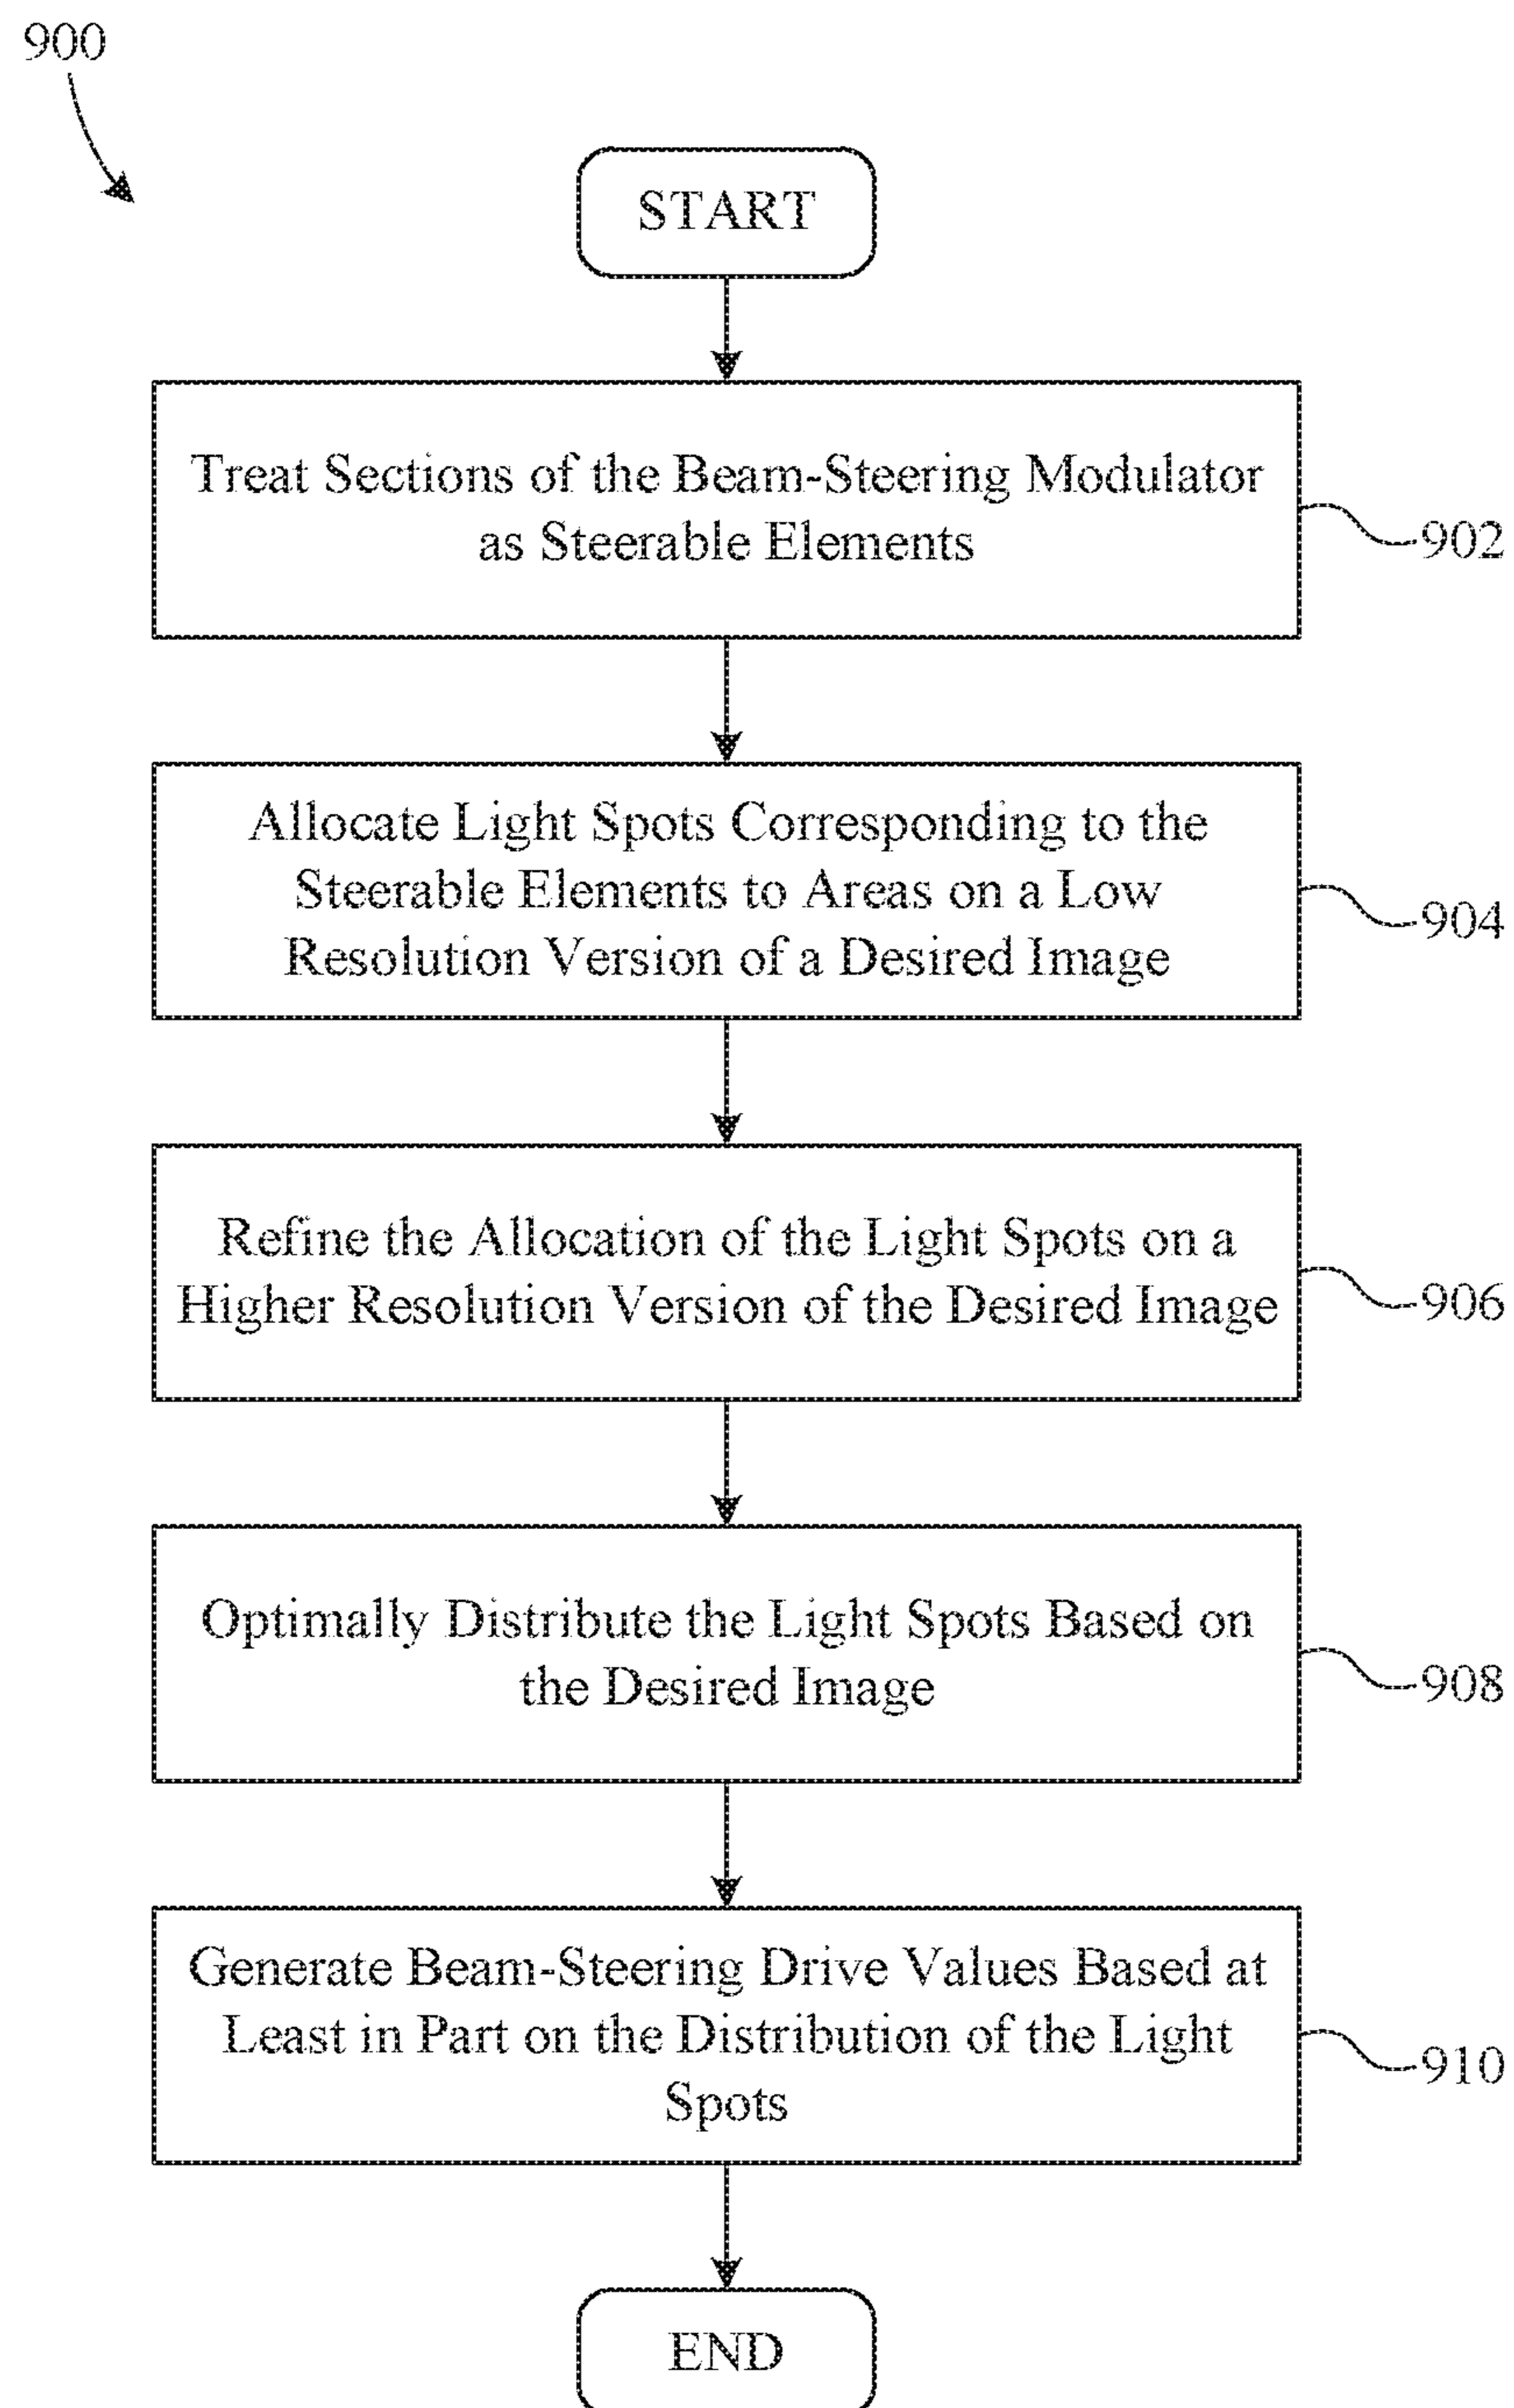 900
START
Treat Sections of the Beam-Steering Modulator
as Steerable Elements
902
Allocate Light Spots Corresponding to the
Steerable Elements to Areas on a Low
Resolution Version of a Desired Image
904
Refine the Allocation of the Light Spots on a
Higher Resolution Version of the Desired Image
906
Optimally Distribute the Light Spots Based on
the Desired Image
908
Generate Beam-Steering Drive Values Based at
Least in Part on the Distribution of the Light
Spots
910
END